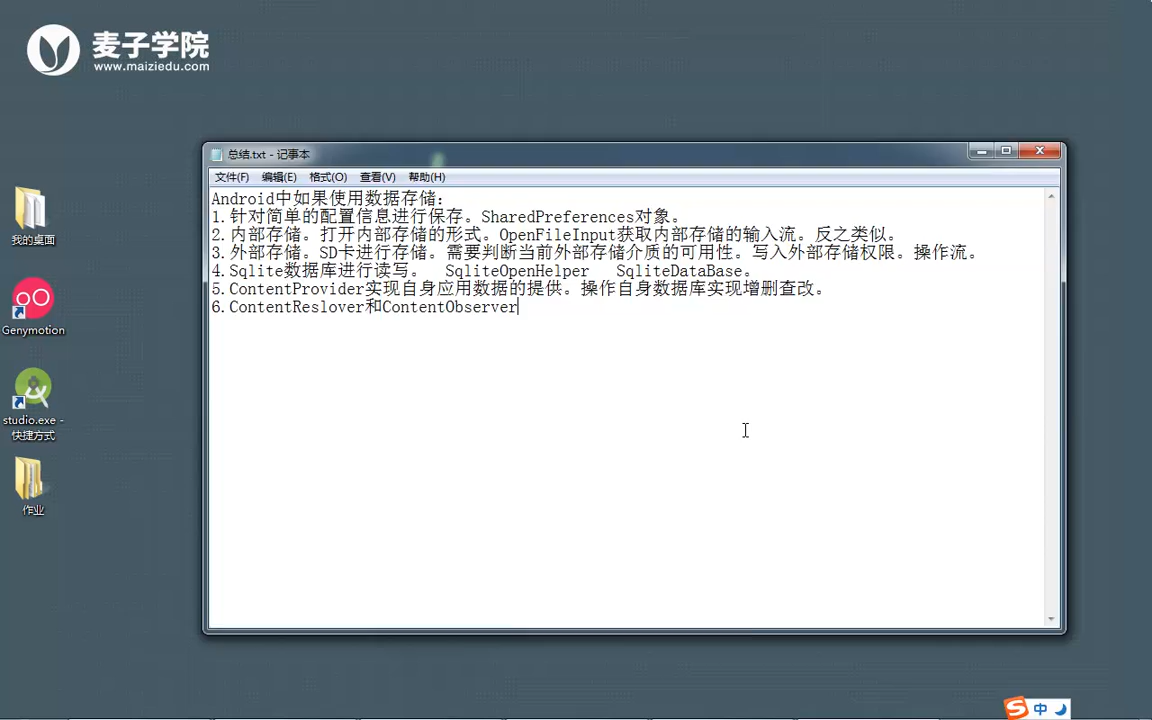 麦子学院
www.maiziedu.com
总结.txt - 记事本
文件(F) 编辑(E) 格式(O) 查看(V) 帮助(H)
Android中如果使用数据存储：
1.针对简单的配置信息进行保存。SharedPreferences对象。
2.内部存储。打开内部存储的形式。OpenFileInput获取内部存储的输入流。反之类似。
3.外部存储。SD卡进行存储。需要判断当前外部存储介质的可用性。写入外部存储权限。操作流。
4.Sqlite数据库进行读写。 SqliteOpenHelper SqliteDataBase。
5.ContentProvider实现自身应用数据的提供。操作自身数据库实现增删查改。
6.ContentReslover和ContentObserver
我的桌面
Genymotion
studio.exe -
快捷方式
作业
中